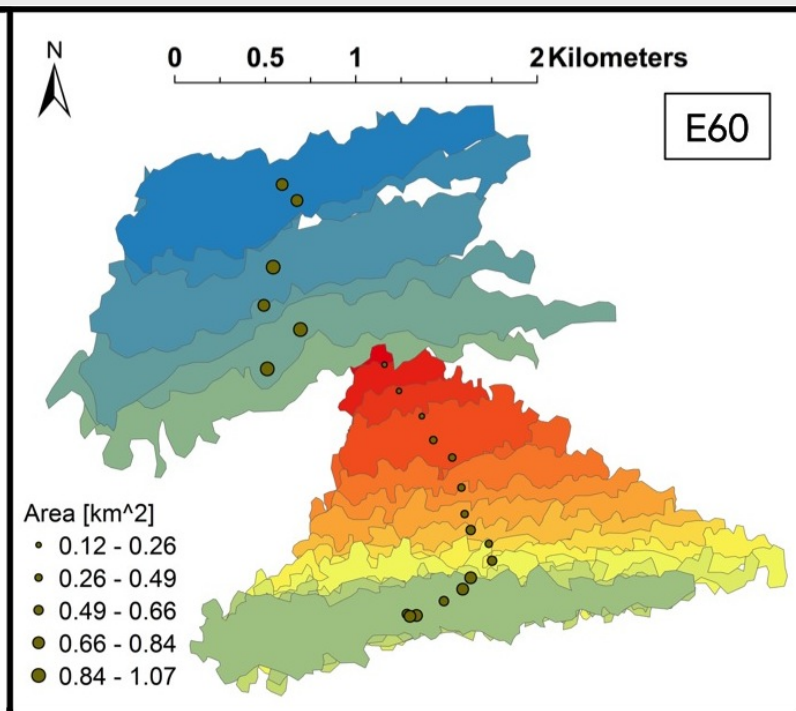 N
0 0.5 1 2 Kilometers
E60
Area [km^2]
0.12 - 0.26
0.26 - 0.49
0.49 - 0.66
0.66 - 0.84
0.84 - 1.07